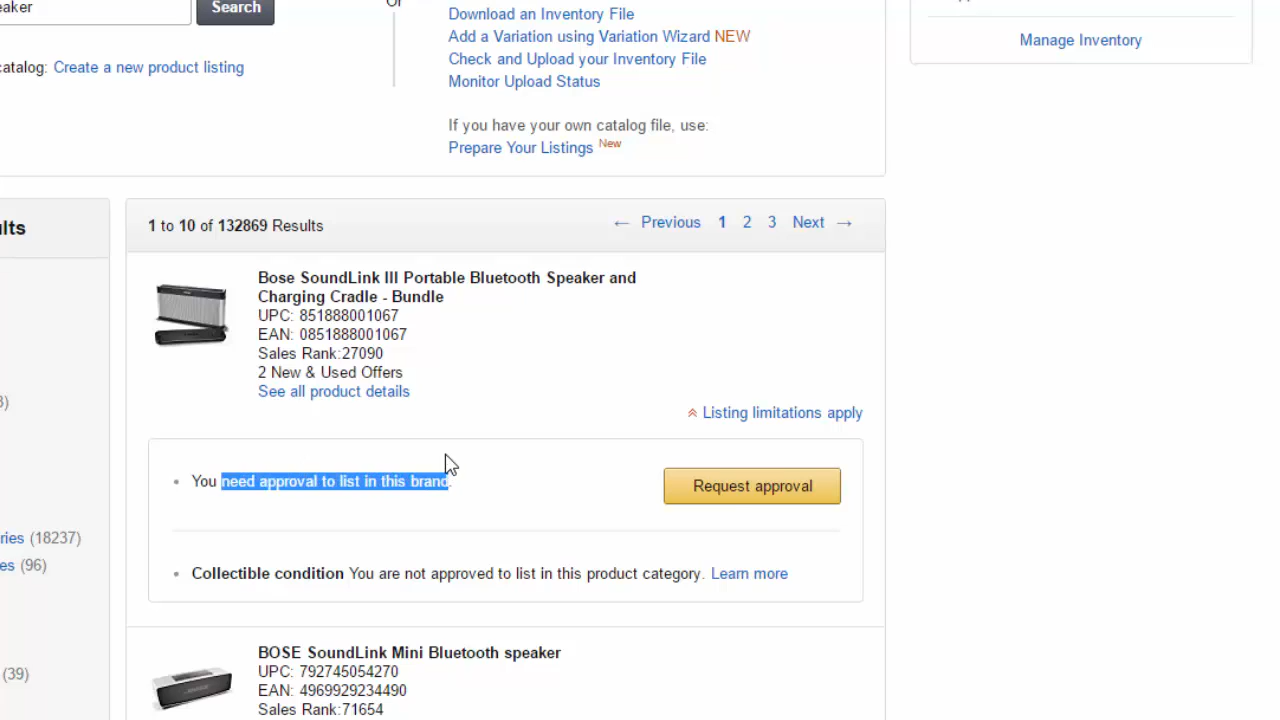 eaker
Search
Or
Download an Inventory File
Add a Variation using Variation Wizard NEW
Check and Upload your Inventory File
Monitor Upload Status
If you have your own catalog file, use:
Prepare Your Listings New
catalog: Create a new product listing
Manage Inventory
1 to 10 of 132869 Results
← Previous 1 2 3 Next →
Bose SoundLink III Portable Bluetooth Speaker and
Charging Cradle - Bundle
UPC: 851888001067
EAN: 0851888001067
Sales Rank:27090
2 New & Used Offers
See all product details
Listing limitations apply
• You need approval to list in this brand.
Request approval
• Collectible condition You are not approved to list in this product category. Learn more
BOSE SoundLink Mini Bluetooth speaker
UPC: 792745054270
EAN: 4969929234490
Sales Rank:71654
lts
3)
ries (18237)
es (96)
(39)